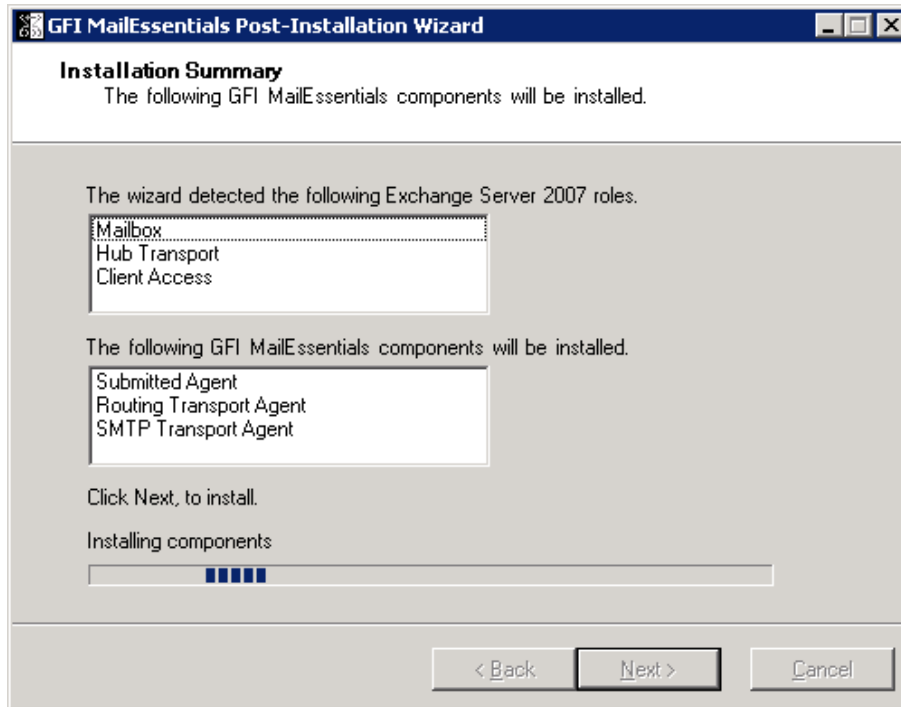 GFI MailEssentials Post-Installation Wizard
Installation Summary
The following GFI MailEssentials components will be installed.
The wizard detected the following Exchange Server 2007 roles.
Mailbox
Hub Transport
Client Access
The following GFI MailEssentials components will be installed.
Submitted Agent
Routing Transport Agent
SMTP Transport Agent
Click Next, to install.
Installing components
< Back Next > Cancel